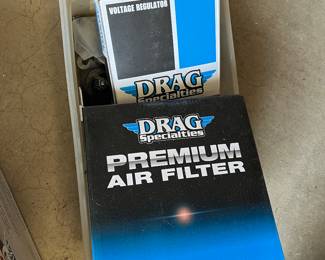 VOLTAGE REGULATOR
DRAG
Specialties
DRAG
Specialties
PREMIUM
AIR FILTER